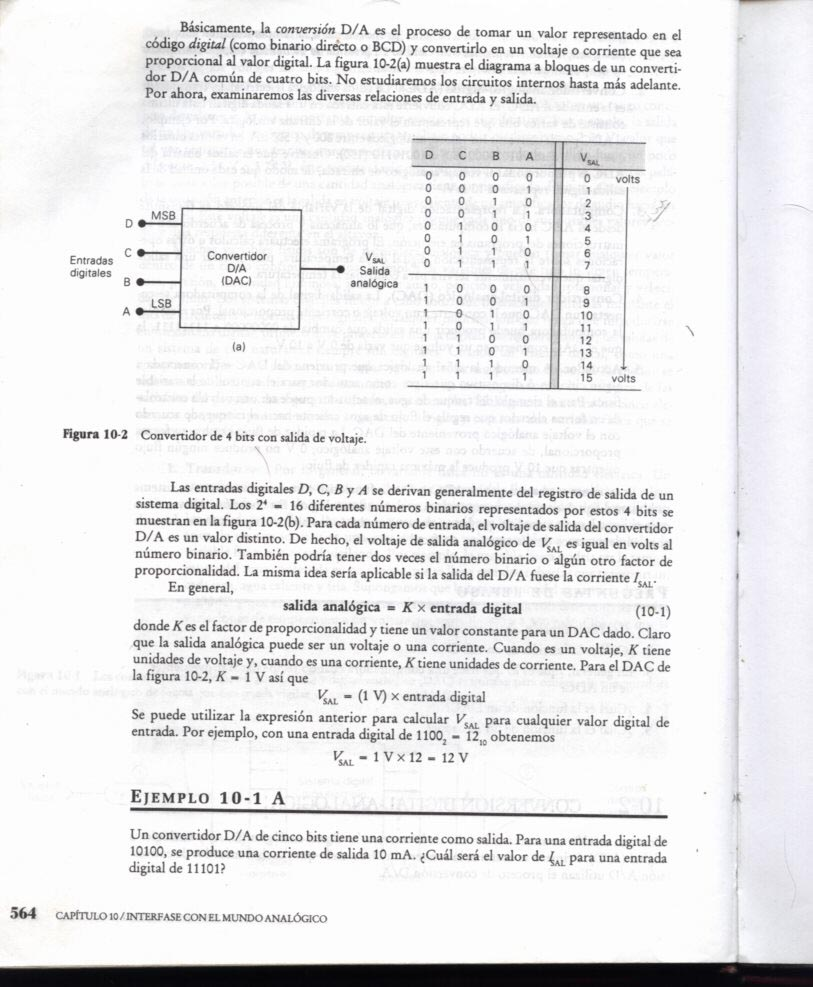 Básicamente, la conversión D/A es el proceso de tomar un valor representado en el
código digital (como binario directo o BCD) y convertirlo en un voltaje o corriente que sea
proporcional al valor digital. La figura 10-2(a) muestra el diagrama a bloques de un converti-
dor D/A común de cuatro bits. No estudiaremos los circuitos internos hasta más adelante.
Por ahora, examinaremos las diversas relaciones de entrada y salida.
D MSB
C
B
A LSB
Entradas
digitales
Convertidor
D/A
(DAC)
V_SAL
Salida
analógica
(a)
D C B A V_SAL
0 0 0 0 0 volts
0 0 0 1 1
0 0 1 0 2
0 0 1 1 3
0 1 0 0 4
0 1 0 1 5
0 1 1 0 6
0 1 1 1 7
1 0 0 0 8
1 0 0 1 9
1 0 1 0 10
1 0 1 1 11
1 1 0 0 12
1 1 0 1 13
1 1 1 0 14
1 1 1 1 15 volts
Figura 10-2 Convertidor de 4 bits con salida de voltaje.
Las entradas digitales D, C, B y A se derivan generalmente del registro de salida de un
sistema digital. Los 2⁴ = 16 diferentes números binarios representados por estos 4 bits se
muestran en la figura 10-2(b). Para cada número de entrada, el voltaje de salida del convertidor
D/A es un valor distinto. De hecho, el voltaje de salida analógico de V_SAL es igual en volts al
número binario. También podría tener dos veces el número binario o algún otro factor de
proporcionalidad. La misma idea sería aplicable si la salida del D/A fuese la corriente I_SAL.
En general,
salida analógica = K × entrada digital (10-1)
donde K es el factor de proporcionalidad y tiene un valor constante para un DAC dado. Claro
que la salida analógica puede ser un voltaje o una corriente. Cuando es un voltaje, K tiene
unidades de voltaje y, cuando es una corriente, K tiene unidades de corriente. Para el DAC de
la figura 10-2, K = 1 V así que
V_SAL = (1 V) × entrada digital
Se puede utilizar la expresión anterior para calcular V_SAL para cualquier valor digital de
entrada. Por ejemplo, con una entrada digital de 1100₂ = 12₁₀ obtenemos
V_SAL = 1 V × 12 = 12 V
EJEMPLO 10-1 A
Un convertidor D/A de cinco bits tiene una corriente como salida. Para una entrada digital de
10100, se produce una corriente de salida 10 mA. ¿Cuál será el valor de I_SAL para una entrada
digital de 11101?
564 CAPÍTULO 10 / INTERFASE CON EL MUNDO ANALÓGICO